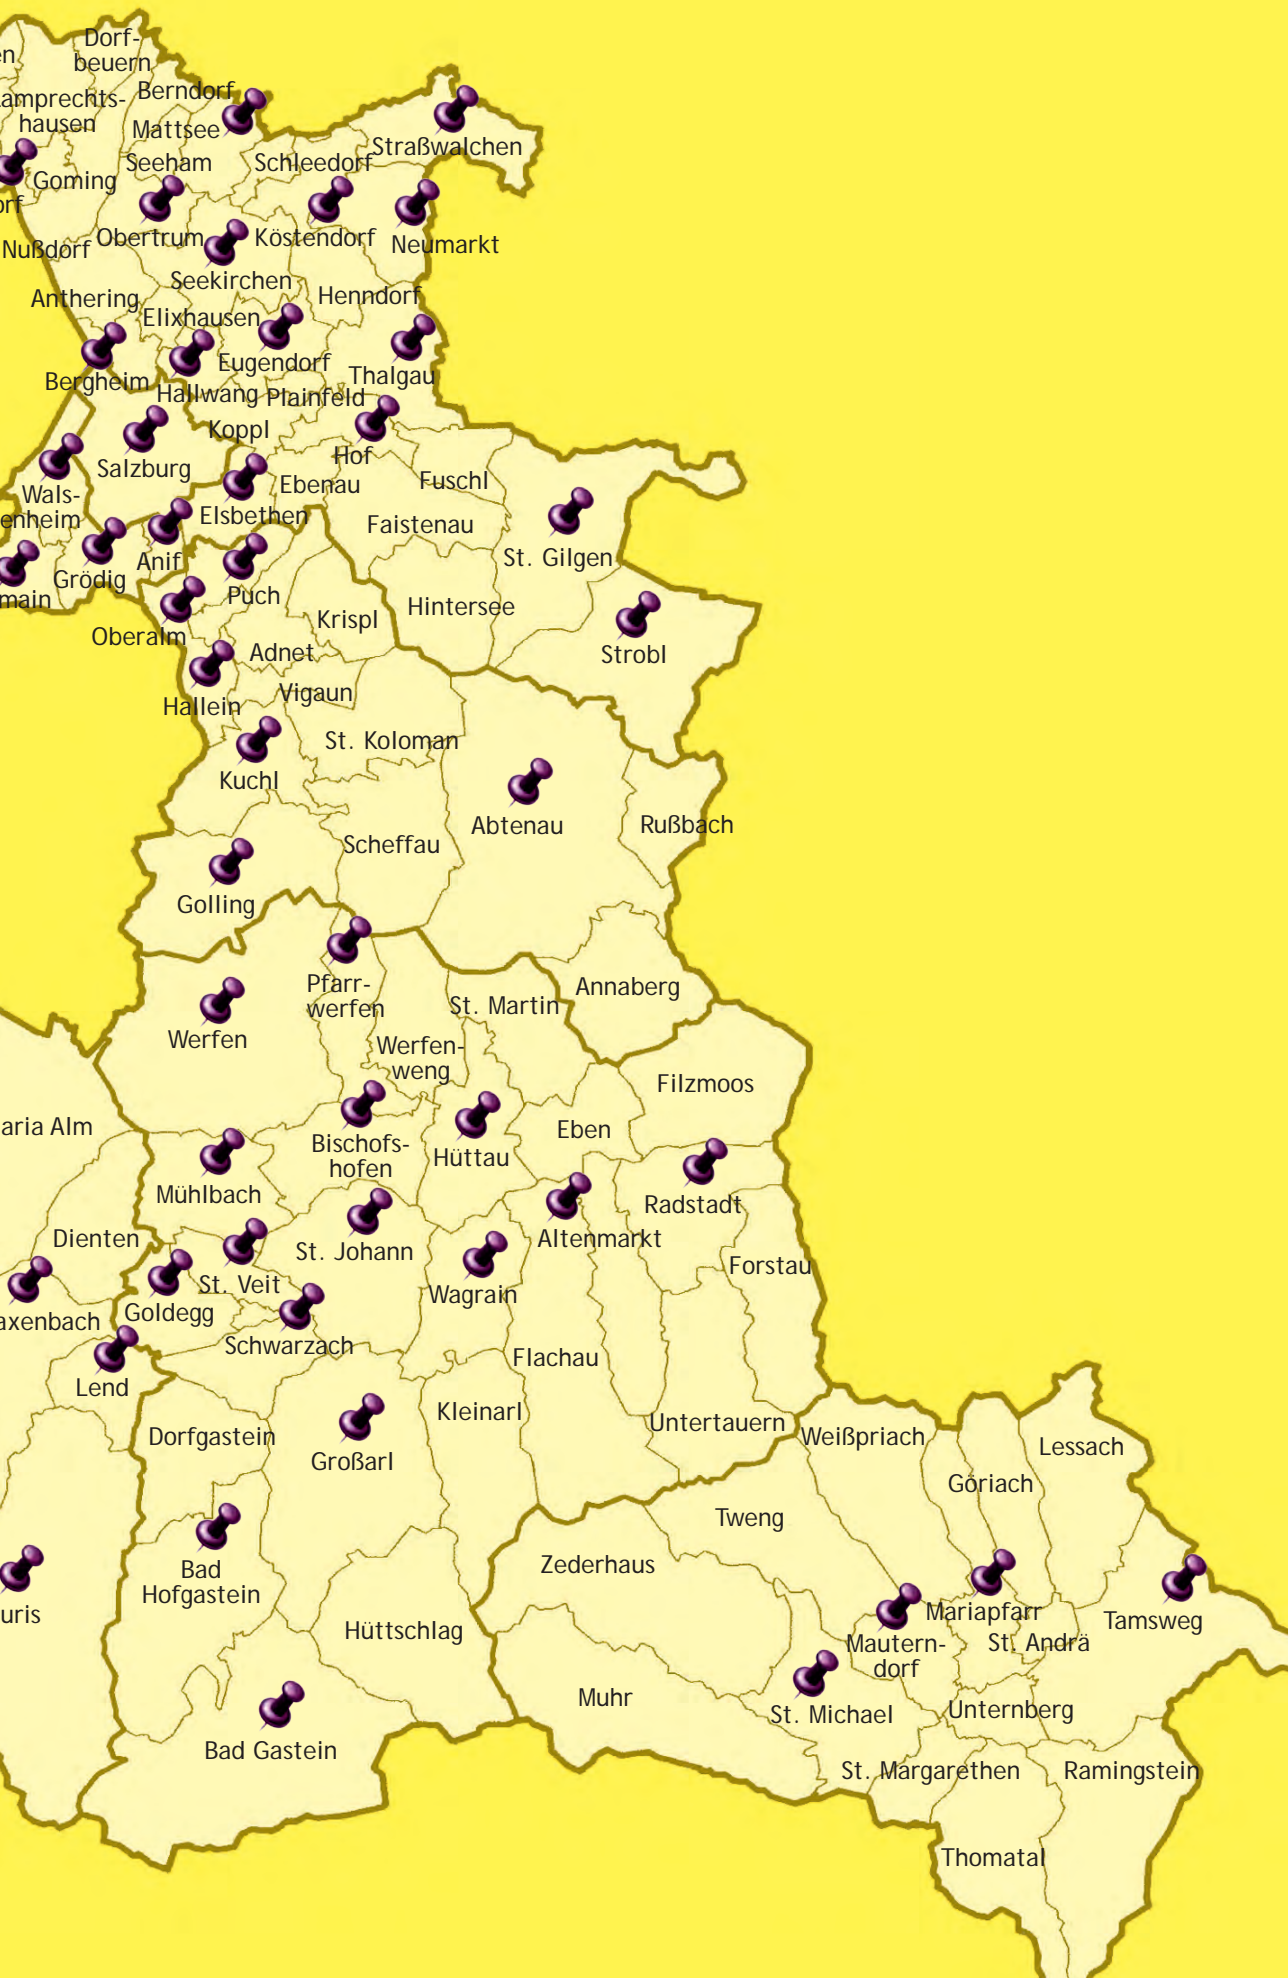 Dorf-
beuern
Berndorf
amprechts-
hausen
Mattsee
Straßwalchen
Seeham
Schleedorf
Goming
Obertrum
Köstendorf
Neumarkt
Nußdorf
Seekirchen
Anthering
Henndorf
Elixhausen
Eugendorf
Thalgau
Bergheim
Hallwang
Plainfeld
Koppl
Hof
Salzburg
Fuschl
Ebenau
Wals-
enheim
Elsbethen
Faistenau
St. Gilgen
Anif
Grödig
Puch
main
Hintersee
Krispl
Oberalm
Adnet
Strobl
Vigaun
Hallein
St. Koloman
Kuchl
Abtenau
Rußbach
Scheffau
Golling
Pfarr-
werfen
St. Martin
Annaberg
Werfen
Werfen-
weng
Filzmoos
aria Alm
Eben
Bischofs-
hofen
Hüttau
Mühlbach
Radstadt
Dienten
St. Johann
Altenmarkt
Forstau
St. Veit
Wagrain
Goldegg
axenbach
Schwarzach
Flachau
Lend
Kleinarl
Untertauern
Dorfgastein
Weißpriach
Lessach
Großarl
Göriach
Tweng
Zederhaus
Bad
Hofgastein
uris
Mariapfarr
Tamsweg
Hüttschlag
Mautern-
dorf
St. Andrä
Muhr
St. Michael
Unternberg
Bad Gastein
St. Margarethen
Ramingstein
Thomatal